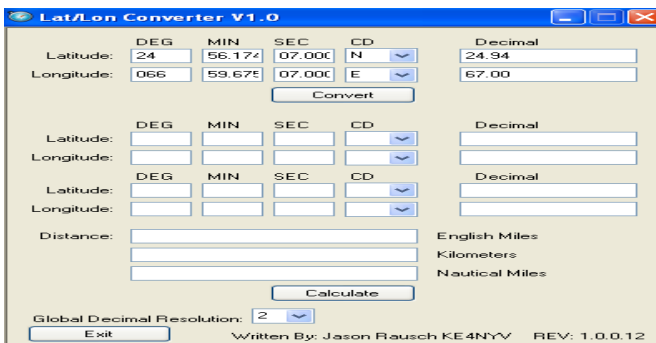 Lat/Lon Converter V1.0
DEG MIN SEC CD Decimal
Latitude: 24 56.174 07.000 N 24.94
Longitude: 066 59.675 07.000 E 67.00
Convert
DEG MIN SEC CD Decimal
Latitude:
Longitude:
DEG MIN SEC CD Decimal
Latitude:
Longitude:
Distance: English Miles
Kilometers
Nautical Miles
Calculate
Global Decimal Resolution: 2
Exit Written By: Jason Rausch KE4NYV REV: 1.0.0.12